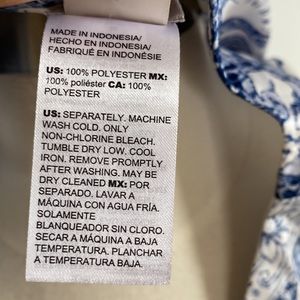 MADE IN INDONESIA/
HECHO EN INDONESIA/
FABRIQUÉ EN INDONÉSIE
US: 100% POLYESTER MX:
100% poliéster CA: 100%
POLYESTER
US: SEPARATELY. MACHINE
WASH COLD. ONLY
NON-CHLORINE BLEACH.
TUMBLE DRY LOW. COOL
IRON. REMOVE PROMPTLY
AFTER WASHING. MAY BE
DRY CLEANED MX: POR
SEPARADO. LAVAR A
MÁQUINA CON AGUA FRÍA.
SOLAMENTE
BLANQUEADOR SIN CLORO.
SECAR A MÁQUINA A BAJA
TEMPERATURA. PLANCHAR
A TEMPERATURA BAJA.